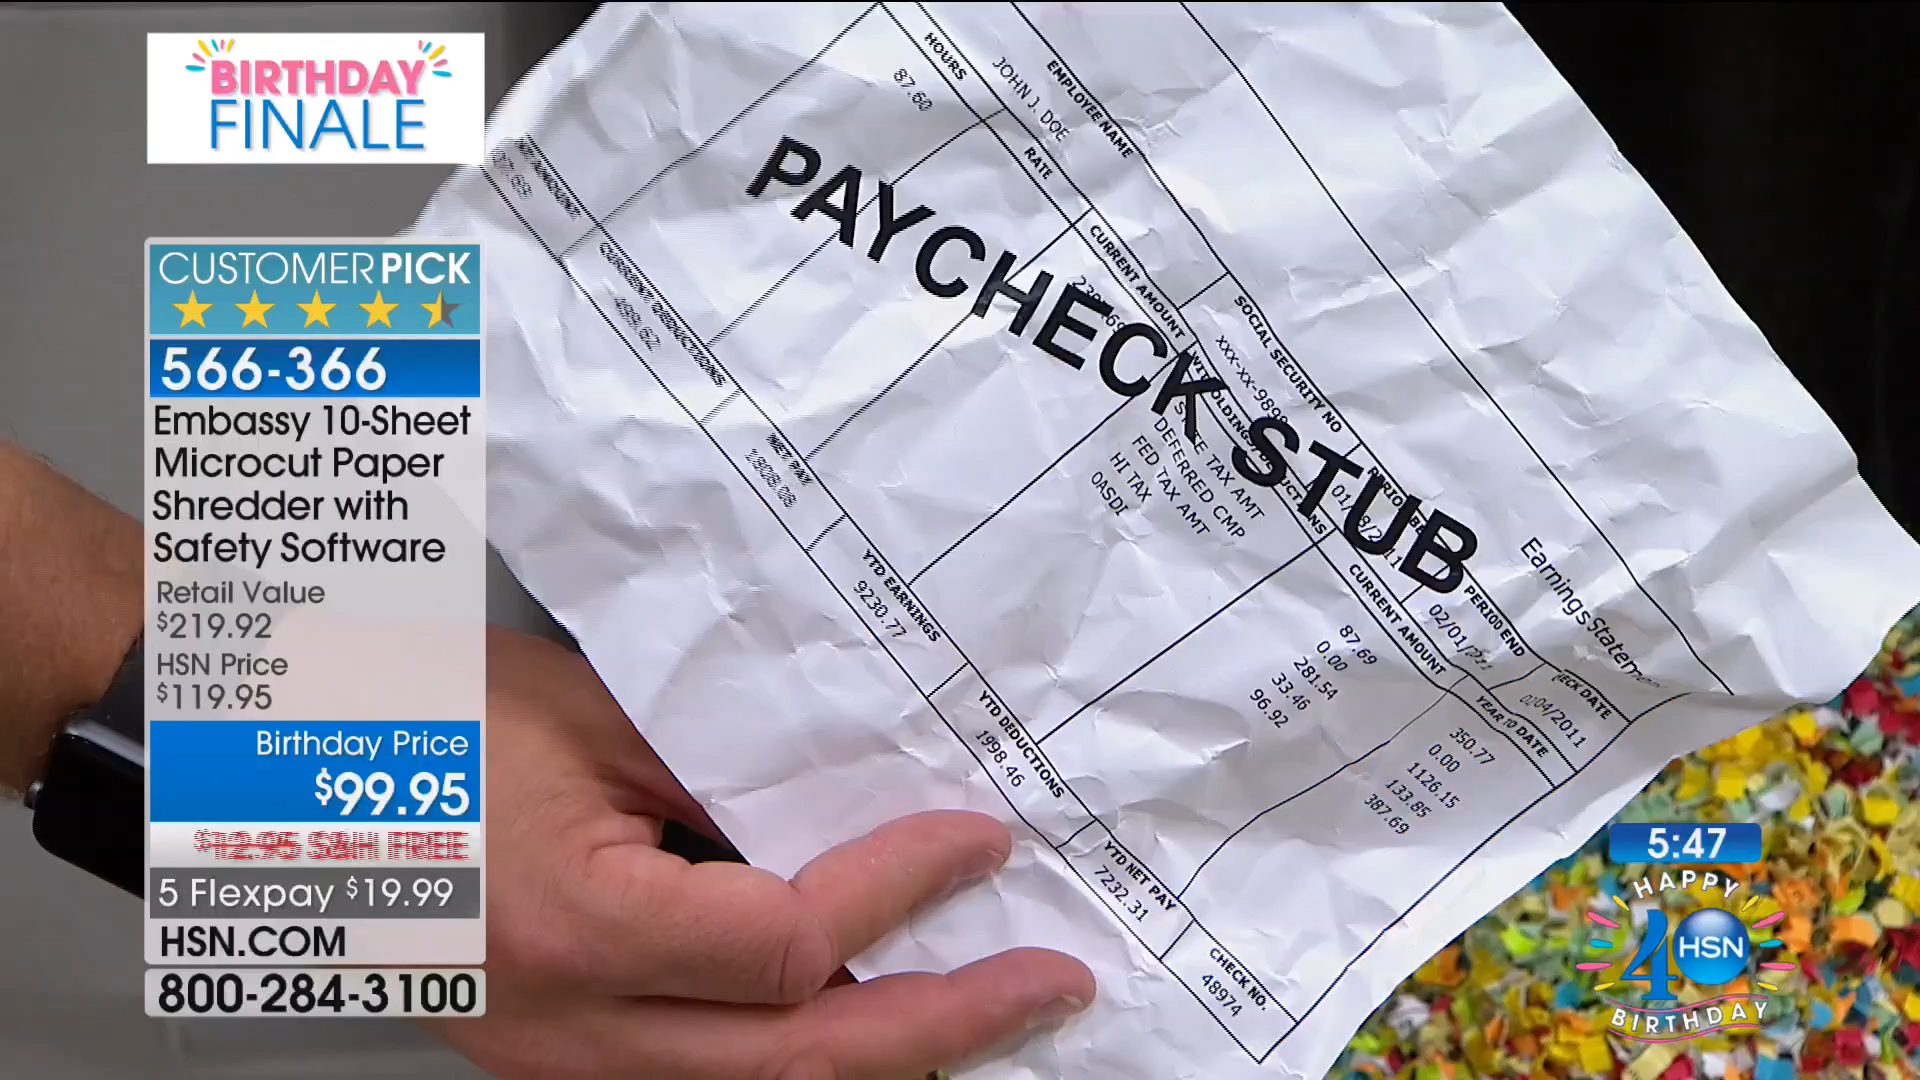 BIRTHDAY
FINALE
CUSTOMER PICK
566-366
Embassy 10-Sheet
Microcut Paper
Shredder with
Safety Software
Retail Value
$219.92
HSN Price
$119.95
Birthday Price
$99.95
$12.95 S&H FREE
5 Flexpay $19.99
HSN.COM
800-284-3100
PAYCHECK STUB
Earnings
EMPLOYEE NAME
JOHN J. DOE
SOCIAL SECURITY NO
PERIOD END
CHECK DATE
02/04/2011
HOURS
87.60
RATE
CURRENT AMOUNT
CURRENT AMOUNT
YEAR TO DATE
TAX AMT
DEFERRED CMP
FED TAX AMT
HI TAX
OASDI
87.69
0.00
281.54
33.46
96.92
350.77
0.00
1126.15
133.85
387.69
CURRENT DEDUCTIONS
NET PAY
YTD EARNINGS
9230.77
YTD DEDUCTIONS
1998.46
YTD NET PAY
7232.31
CHECK NO.
48974
5:47
HAPPY
40
HSN
BIRTHDAY